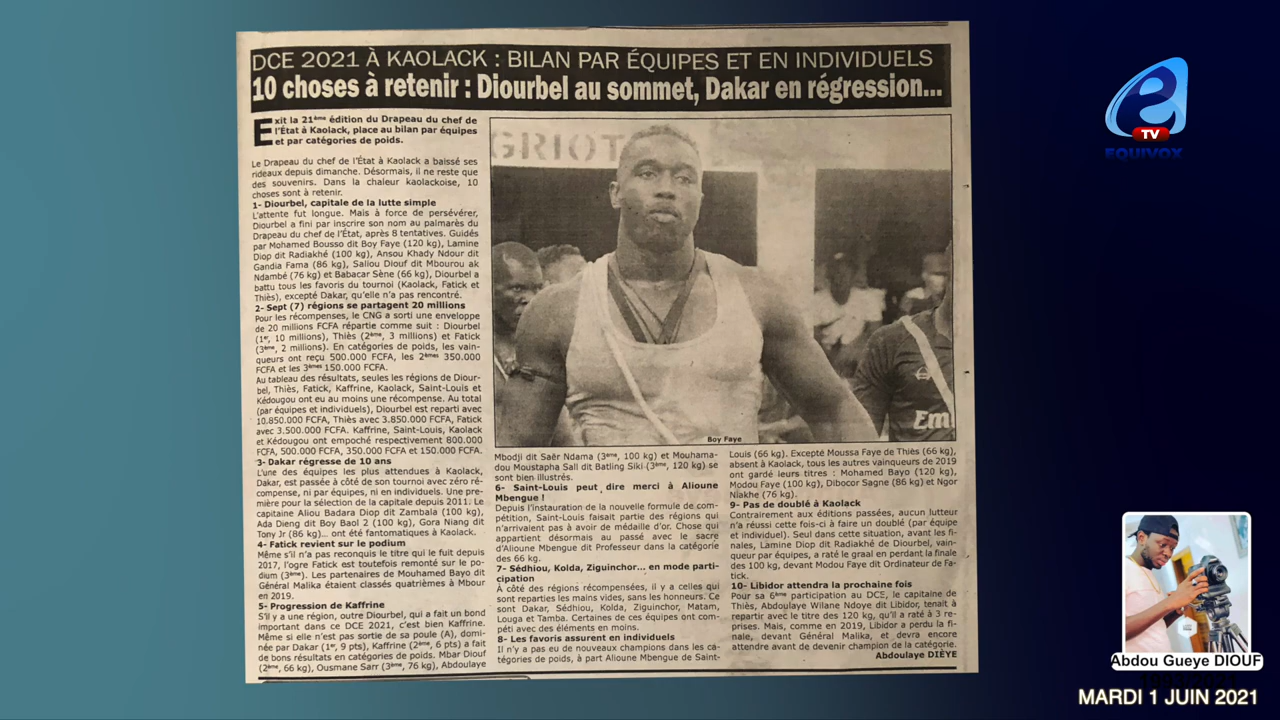 DCE 2021 À KAOLACK : BILAN PAR ÉQUIPES ET EN INDIVIDUELS
10 choses à retenir : Diourbel au sommet, Dakar en régression...
Exit la 21ème édition du Drapeau du chef de
l'État à Kaolack, place au bilan par équipes
et par catégories de poids.
Le Drapeau du chef de l'État à Kaolack a baissé ses
rideaux depuis dimanche. Désormais, il ne reste que
des souvenirs. Dans la chaleur kaolackoise, 10
choses sont à retenir.
1- Diourbel, capitale de la lutte simple
L'attente fut longue. Mais à force de persévérer,
Diourbel a fini par inscrire son nom au palmarès du
Drapeau du chef de l'État, après 8 tentatives. Guidés
par Mohamed Bousso dit Boy Faye (120 kg), Lamine
Diop dit Radiakhé (100 kg), Ansou Khady Ndour dit
Gandia Fama (86 kg), Saliou Diouf dit Mbourou ak
Ndambé (76 kg) et Babacar Sène (66 kg), Diourbel a
battu tous les favoris du tournoi (Kaolack, Fatick et
Thiès), excepté Dakar, qu'elle n'a pas rencontré.
2- Sept (7) régions se partagent 20 millions
Pour les récompenses, le CNG a sorti une enveloppe
de 20 millions FCFA répartie comme suit : Diourbel
(1er, 10 millions), Thiès (2ème, 3 millions) et Fatick
(3ème, 2 millions). En catégories de poids, les vain-
queurs ont reçu 500.000 FCFA, les 2èmes 350.000
FCFA et les 3èmes 150.000 FCFA.
Au tableau des résultats, seules les régions de Diour-
bel, Thiès, Fatick, Kaffrine, Kaolack, Saint-Louis et
Kédougou ont eu au moins une récompense. Au total
(par équipes et individuels), Diourbel est reparti avec
10.850.000 FCFA, Thiès avec 3.850.000 FCFA, Fatick
avec 3.500.000 FCFA. Kaffrine, Saint-Louis, Kaolack
et Kédougou ont empoché respectivement 800.000
FCFA, 500.000 FCFA, 350.000 FCFA et 150.000 FCFA.
3- Dakar régresse de 10 ans
L'une des équipes les plus attendues à Kaolack,
Dakar, est passée à côté de son tournoi avec zéro ré-
compense, ni par équipes, ni en individuels. Une pre-
mière pour la sélection de la capitale depuis 2011. Le
capitaine Aliou Badara Diop dit Zambala (100 kg),
Ada Dieng dit Boy Baol 2 (100 kg), Gora Niang dit
Tony Jr (86 kg)... ont été fantomatiques à Kaolack.
4- Fatick revient sur le podium
Même s'il n'a pas reconquis le titre qui le fuit depuis
2017, l'ogre Fatick est toutefois remonté sur le po-
dium (3ème). Les partenaires de Mouhamed Bayo dit
Général Malika étaient classés quatrièmes à Mbour
en 2019.
5- Progression de Kaffrine
S'il y a une région, outre Diourbel, qui a fait un bond
important dans ce DCE 2021, c'est bien Kaffrine.
Même si elle n'est pas sortie de sa poule (A), domi-
née par Diourbel (1er, 9 pts), Kaffrine (2ème, 6 pts) a fait
de bons résultats en catégories de poids. Mbar Diouf
(2ème, 66 kg), Ousmane Sarr (3ème, 76 kg), Abdoulaye
GRIOT
Em
Boy Faye
Mbodji dit Saër Ndama (3ème, 100 kg) et Mouhama-
dou Moustapha Sall dit Batling Siki (3ème, 120 kg) se
sont bien illustrés.
6- Saint-Louis peut dire merci à Alioune
Mbengue !
Depuis l'instauration de la nouvelle formule de com-
pétition, Saint-Louis faisait partie des régions qui
n'arrivaient pas à avoir de médaille d'or. Chose qui
appartient désormais au passé avec le sacre
d'Alioune Mbengue dit Professeur dans la catégorie
des 66 kg.
7- Sédhiou, Kolda, Ziguinchor... en mode parti-
cipation
À côté des régions récompensées, il y a celles qui
sont reparties les mains vides, sans les honneurs. Ce
sont Dakar, Sédhiou, Kolda, Ziguinchor, Matam,
Louga et Tamba. Certaines de ces équipes ont com-
péti avec des éléments en moins.
8- Les favoris assurent en individuels
Il n'y a pas eu de nouveaux champions dans les ca-
tégories de poids, à part Alioune Mbengue de Saint-
Louis (66 kg). Excepté Moussa Faye de Thiès (66 kg),
absent à Kaolack, tous les autres vainqueurs de 2019
ont gardé leurs titres : Mohamed Bayo (120 kg),
Modou Faye (100 kg), Dibocor Sagne (86 kg) et Ngor
Niakhe (76 kg).
9- Pas de doublé à Kaolack
Contrairement aux éditions passées, aucun lutteur
n'a réussi cette fois-ci à faire un doublé (par équipe
et individuel). Seul dans cette situation, avant les fi-
nales, Lamine Diop dit Radiakhé de Diourbel, vain-
queur par équipes, a raté le graal en perdant la finale
des 100 kg, devant Modou Faye dit Ordinateur de Fa-
tick.
10- Libidor attendra la prochaine fois
Pour sa 6ème participation au DCE, le capitaine de
Thiès, Abdoulaye Wilane Ndoye dit Libidor, tenait à
repartir avec le titre des 120 kg, qu'il a raté à 3 re-
prises. Mais, comme en 2019, Libidor a perdu la fi-
nale, devant Général Malika, et devra encore
attendre avant de devenir champion de la catégorie.
Abdoulaye DIÈYE
e
TV
EQUIVOX
Abdou Gueye DIOUF
MARDI 1 JUIN 2021